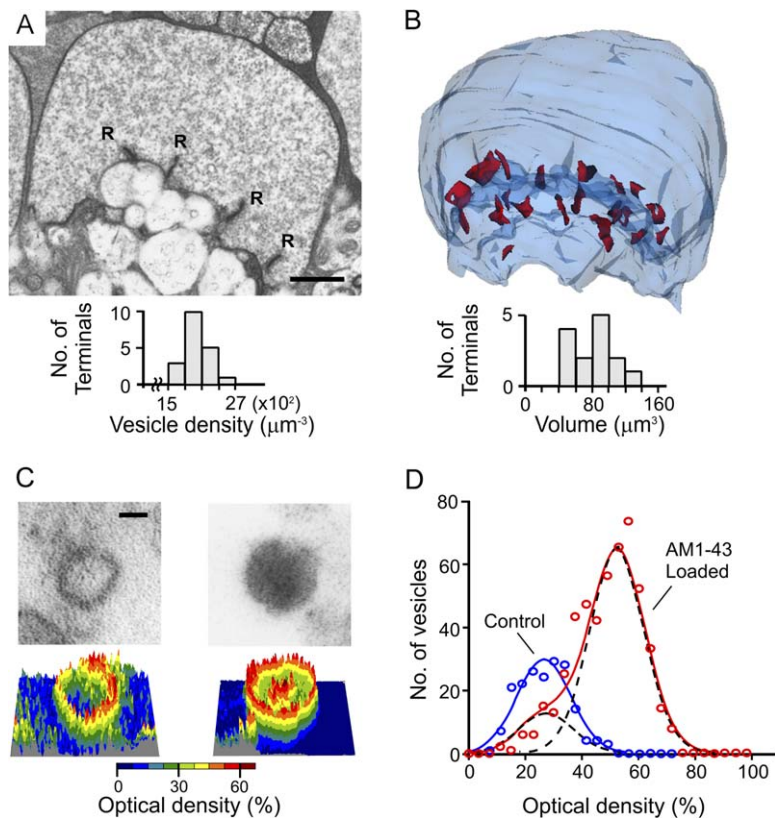 A
R
R
R
R
No. of
Terminals
10
5
0
15
27 (x10²)
Vesicle density (μm⁻³)
B
No. of
Terminals
5
0
0
80
160
Volume (μm³)
C
0
30
60
Optical density (%)
D
No. of vesicles
80
60
40
20
0
Control
AM1-43
Loaded
0
20
40
60
80
100
Optical density (%)